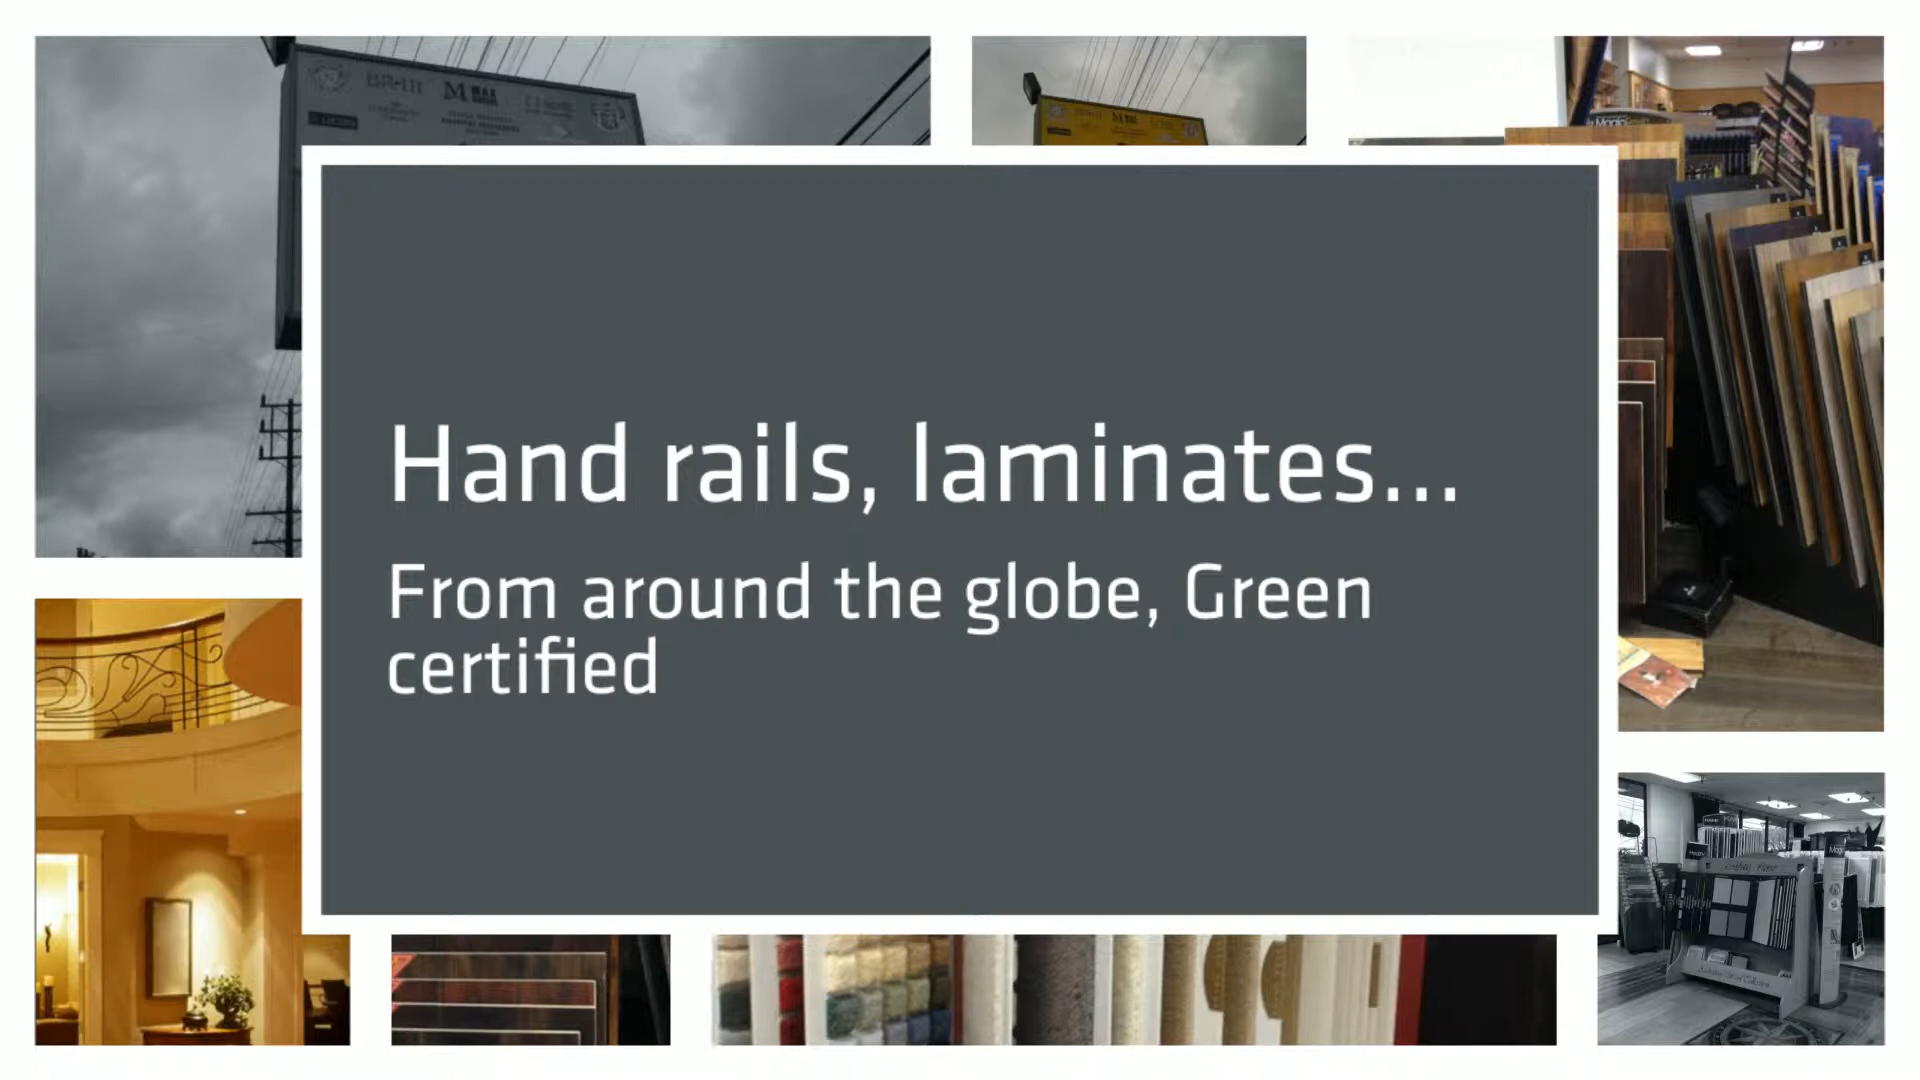 Hand rails, laminates...
From around the globe, Green
certified